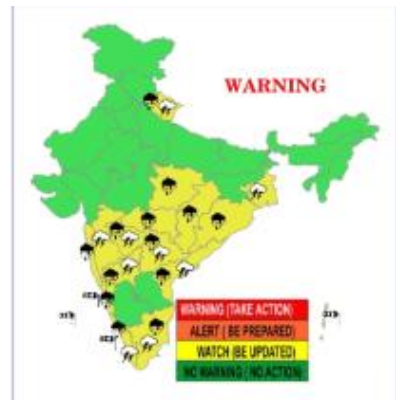 WARNING
WARNING (TAKE ACTION)
ALERT ( BE PREPARED)
WATCH (BE UPDATED)
NO WARNING ( NO ACTION)